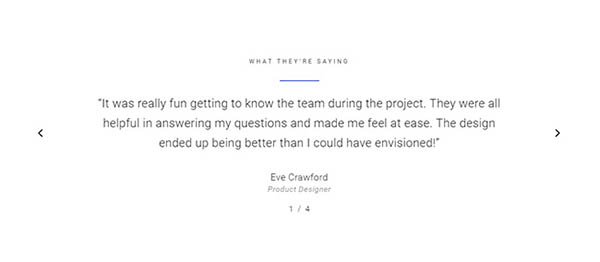 WHAT THEY'RE SAYING
“It was really fun getting to know the team during the project. They were all
helpful in answering my questions and made me feel at ease. The design
ended up being better than I could have envisioned!”
Eve Crawford
Product Designer
1 / 4